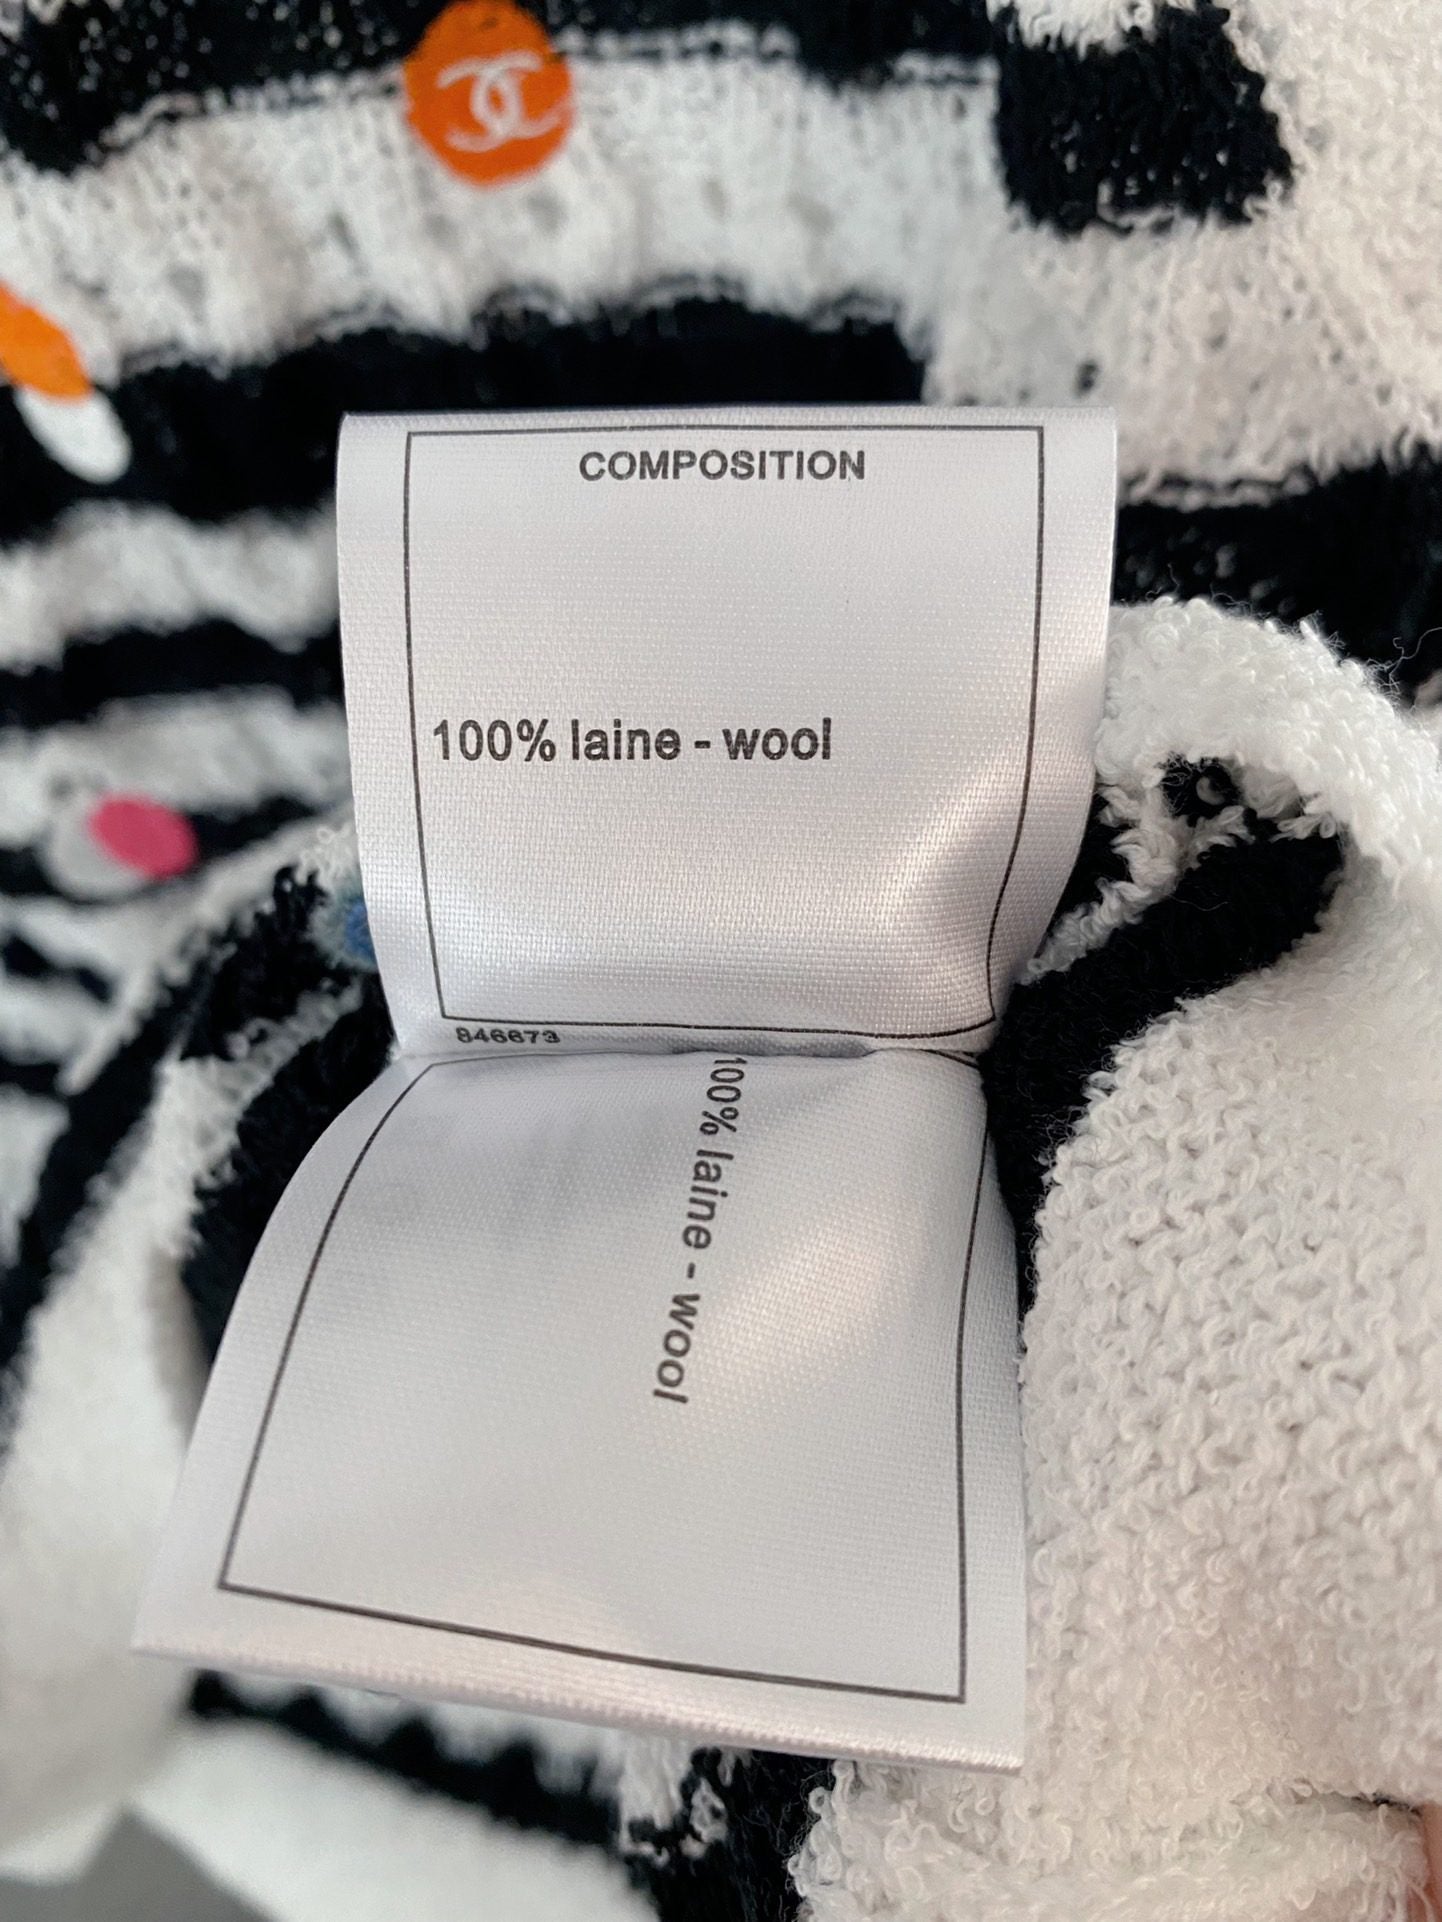 COMPOSITION
100% laine - wool
846673
100% laine - wool